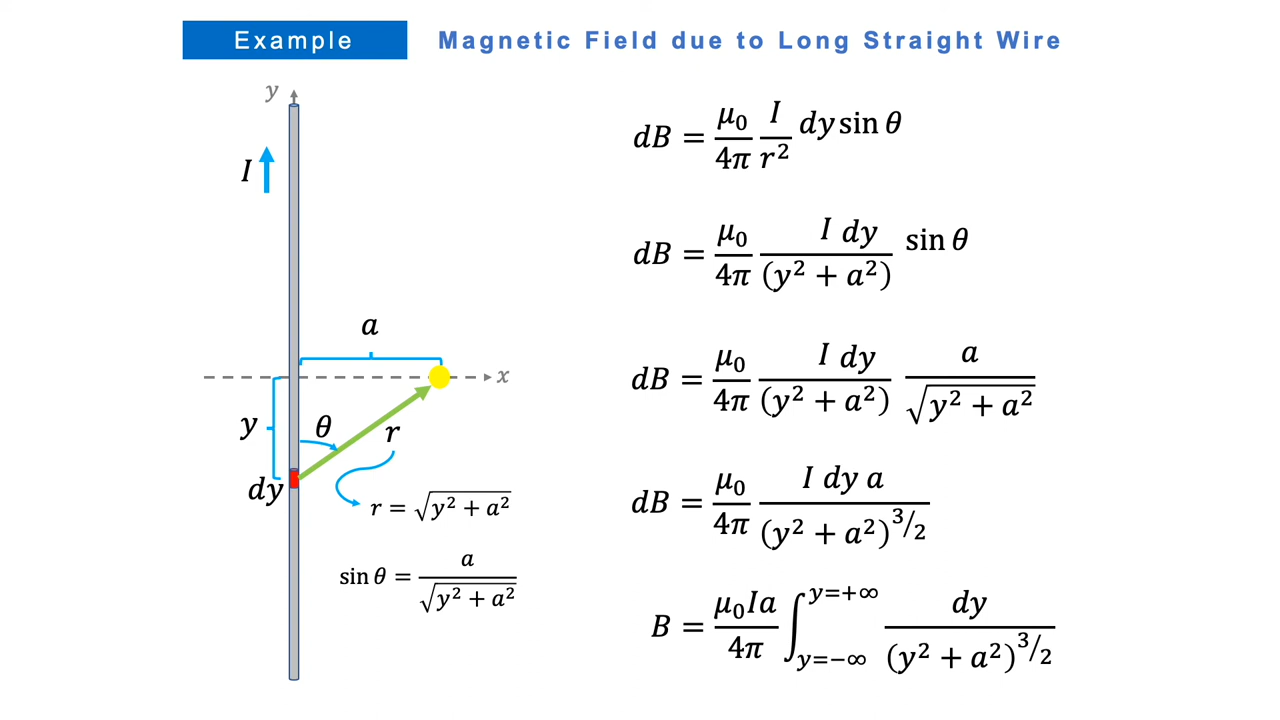 Example
Magnetic Field due to Long Straight Wire
y
I
a
x
y
θ
r
dy
r = √(y² + a²)
sin θ = a / √(y² + a²)
dB = μ₀/4π I/r² dy sin θ
dB = μ₀/4π I dy/(y² + a²) sin θ
dB = μ₀/4π I dy/(y² + a²) a/√(y² + a²)
dB = μ₀/4π I dy a/(y² + a²)^3/2
B = μ₀Ia/4π ∫_{y=−∞}^{y=+∞} dy/(y² + a²)^3/2